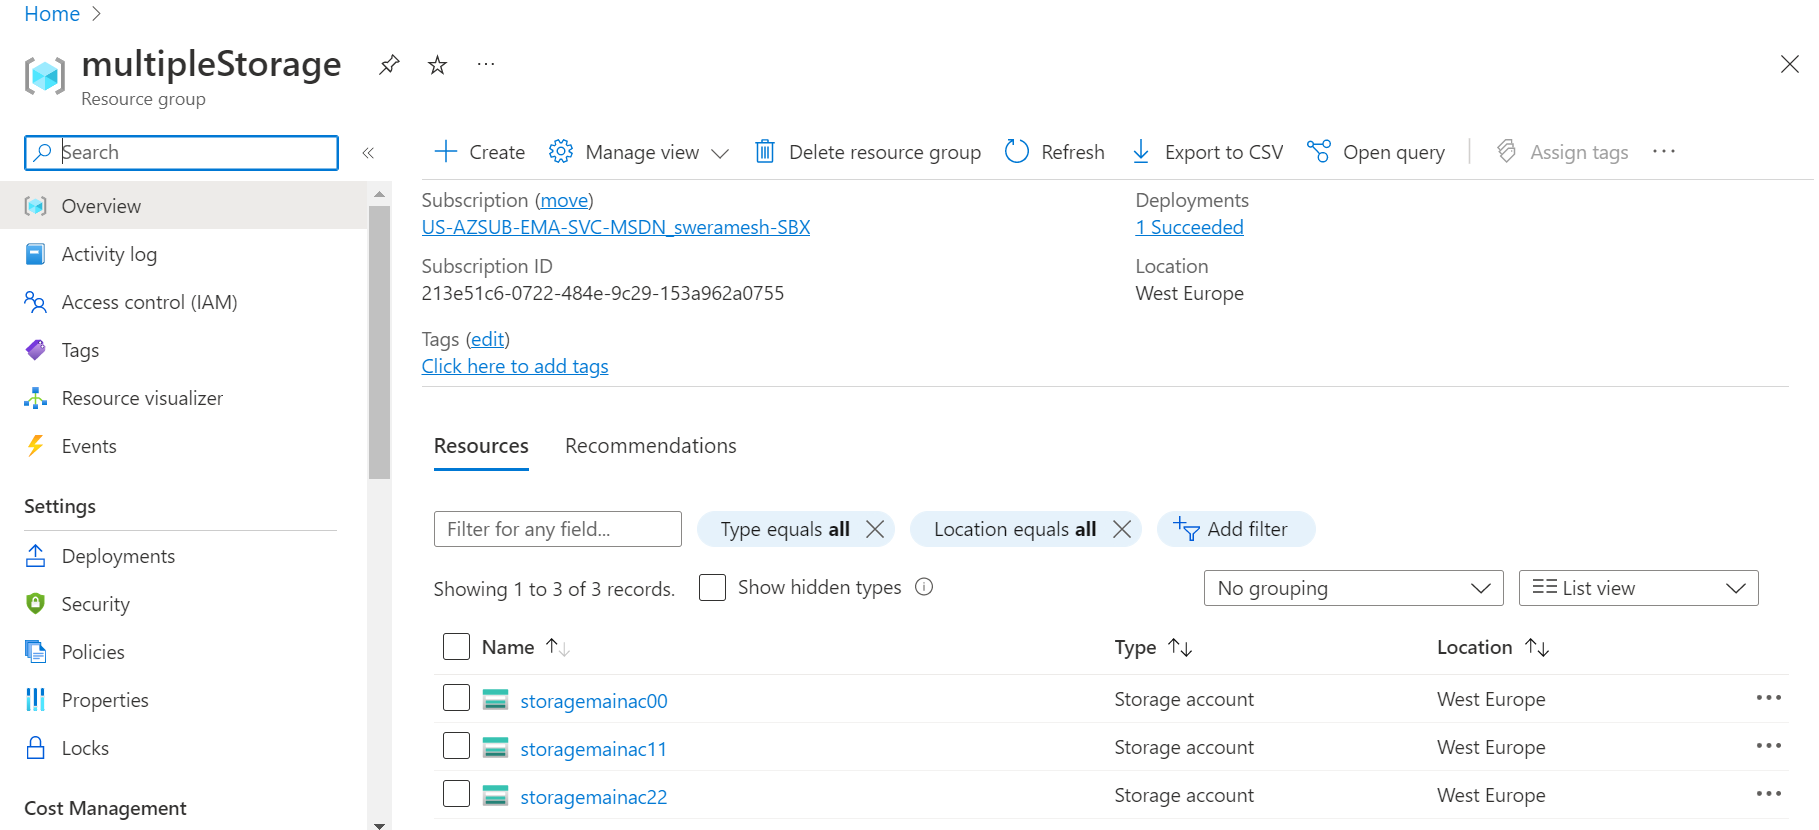 Home
multipleStorage
Resource group
Search
Create
Manage view
Delete resource group
Refresh
Export to CSV
Open query
Assign tags
Overview
Activity log
Access control (IAM)
Tags
Resource visualizer
Events
Settings
Deployments
Security
Policies
Properties
Locks
Cost Management
Subscription (move)
US-AZSUB-EMA-SVC-MSDN_sweramesh-SBX
Subscription ID
213e51c6-0722-484e-9c29-153a962a0755
Tags (edit)
Click here to add tags
Deployments
1 Succeeded
Location
West Europe
Resources Recommendations
Filter for any field...
Type equals all
Location equals all
Add filter
Showing 1 to 3 of 3 records.
Show hidden types
No grouping
List view
Name Type Location
storagemainac00 Storage account West Europe
storagemainac11 Storage account West Europe
storagemainac22 Storage account West Europe